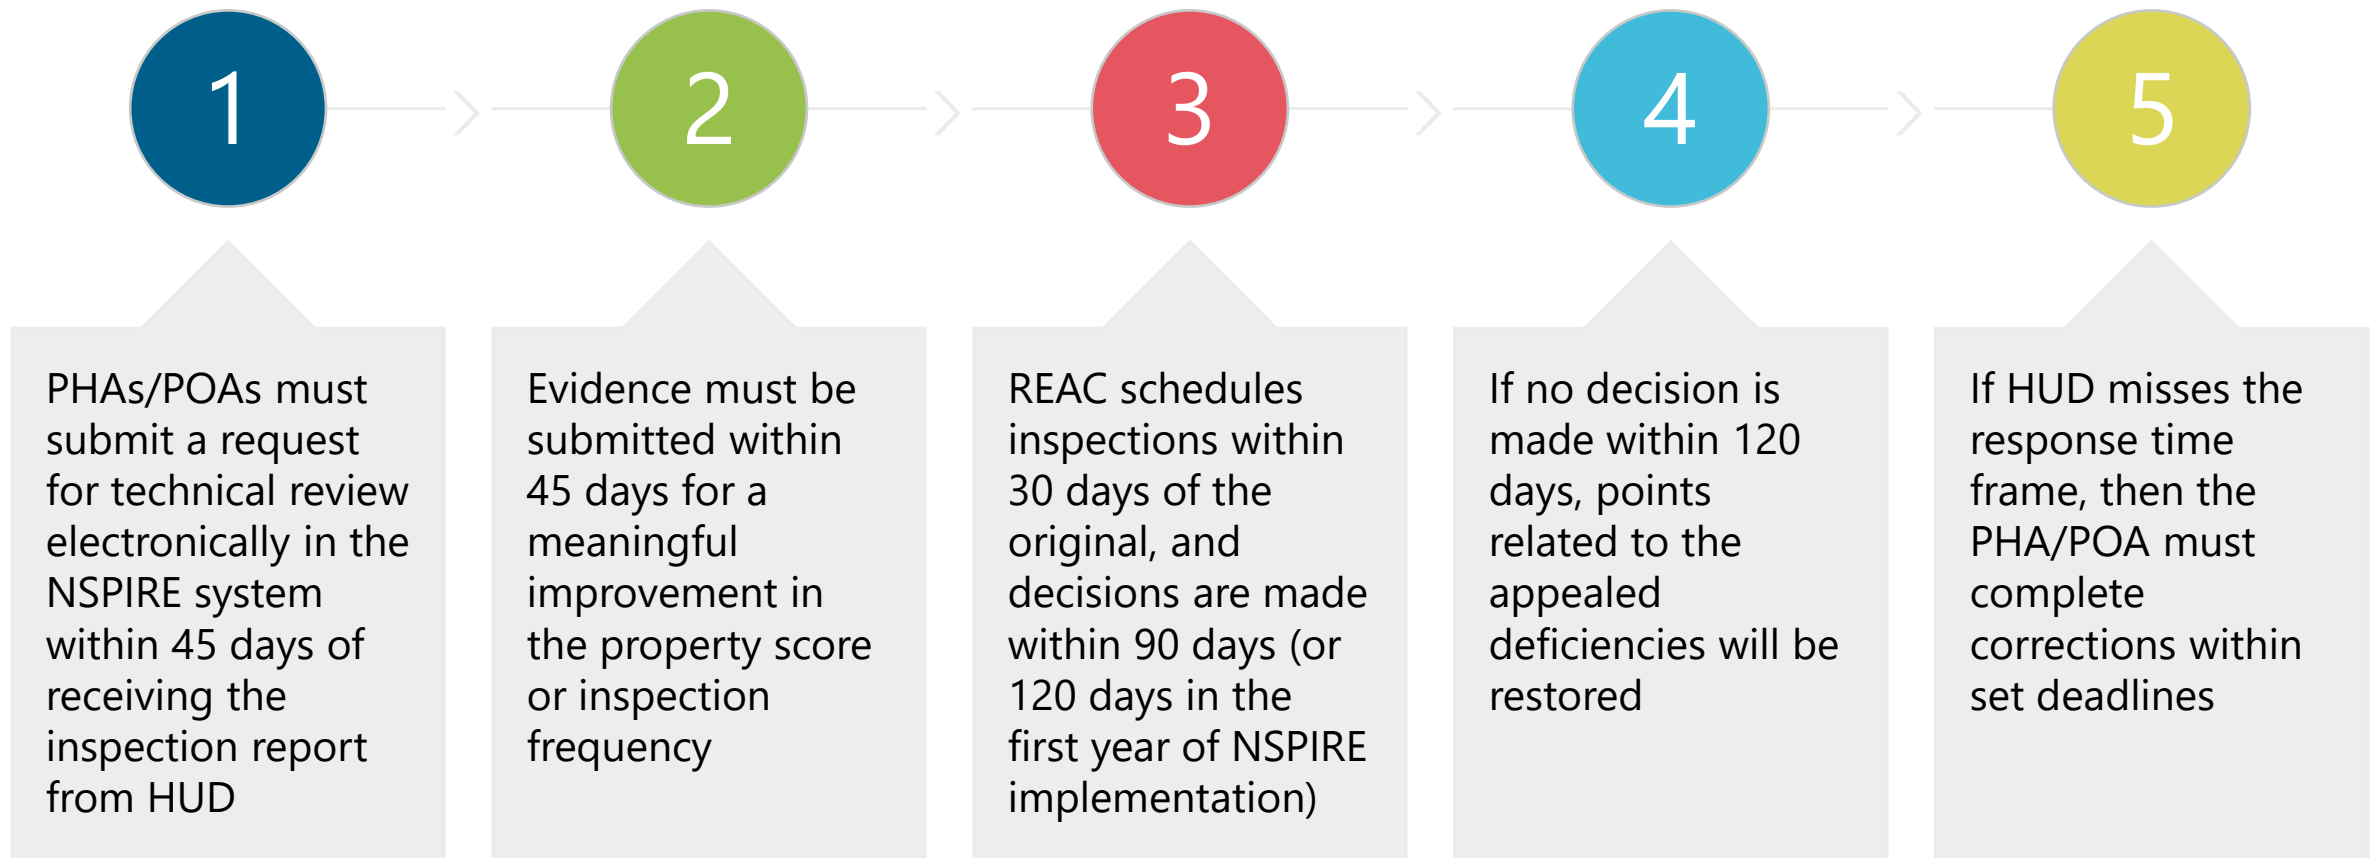 1
PHAs/POAs must
submit a request
for technical review
electronically in the
NSPIRE system
within 45 days of
receiving the
inspection report
from HUD
2
Evidence must be
submitted within
45 days for a
meaningful
improvement in
the property score
or inspection
frequency
3
REAC schedules
inspections within
30 days of the
original, and
decisions are made
within 90 days (or
120 days in the
first year of NSPIRE
implementation)
4
If no decision is
made within 120
days, points
related to the
appealed
deficiencies will be
restored
5
If HUD misses the
response time
frame, then the
PHA/POA must
complete
corrections within
set deadlines